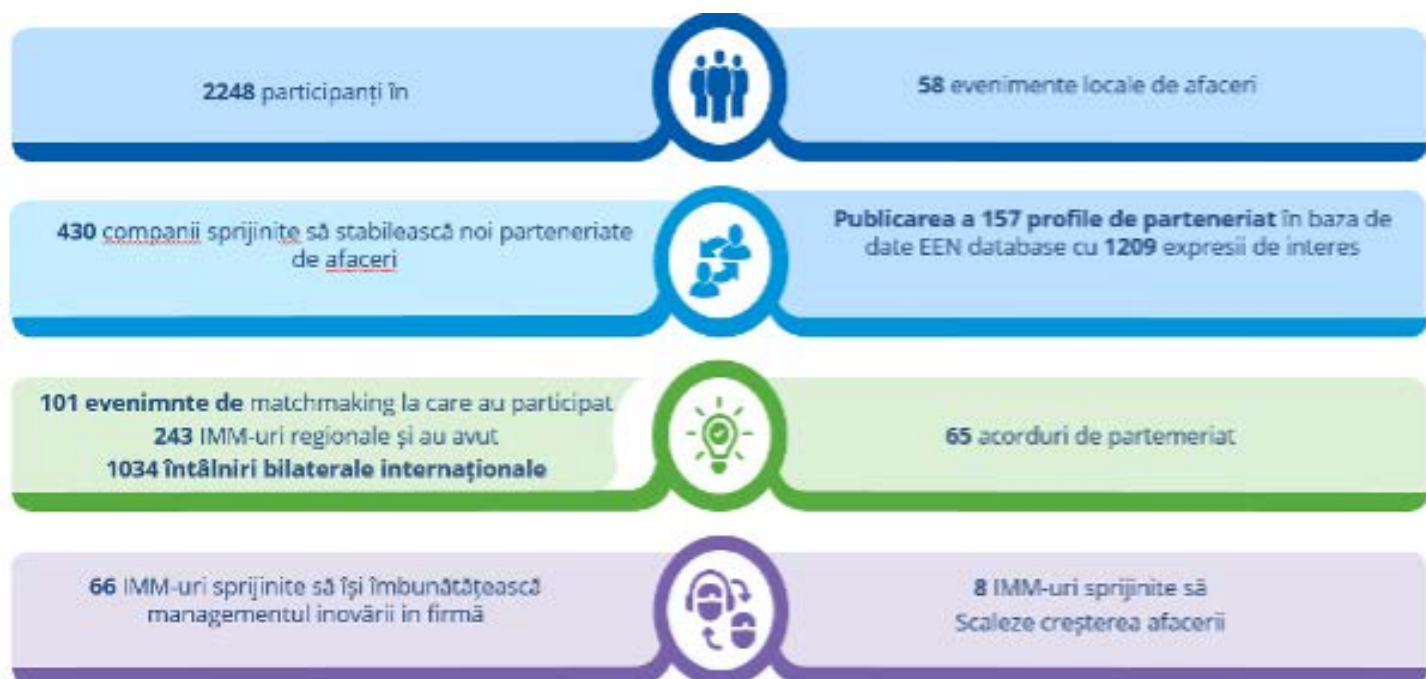 2248 participanți în
58 evenimente locale de afaceri
430 companii sprijinite să stabilească noi parteneriate
de afaceri
Publicarea a 157 profile de parteneriat în baza de
date EEN database cu 1209 expresii de interes
101 evenimnte de matchmaking la care au participat
243 IMM-uri regionale și au avut
1034 întâlniri bilaterale internaționale
65 acorduri de partemeriat
66 IMM-uri sprijinite să își îmbunătățească
managementul inovării in firmă
8 IMM-uri sprijinite să
Scaleze creșterea afacerii